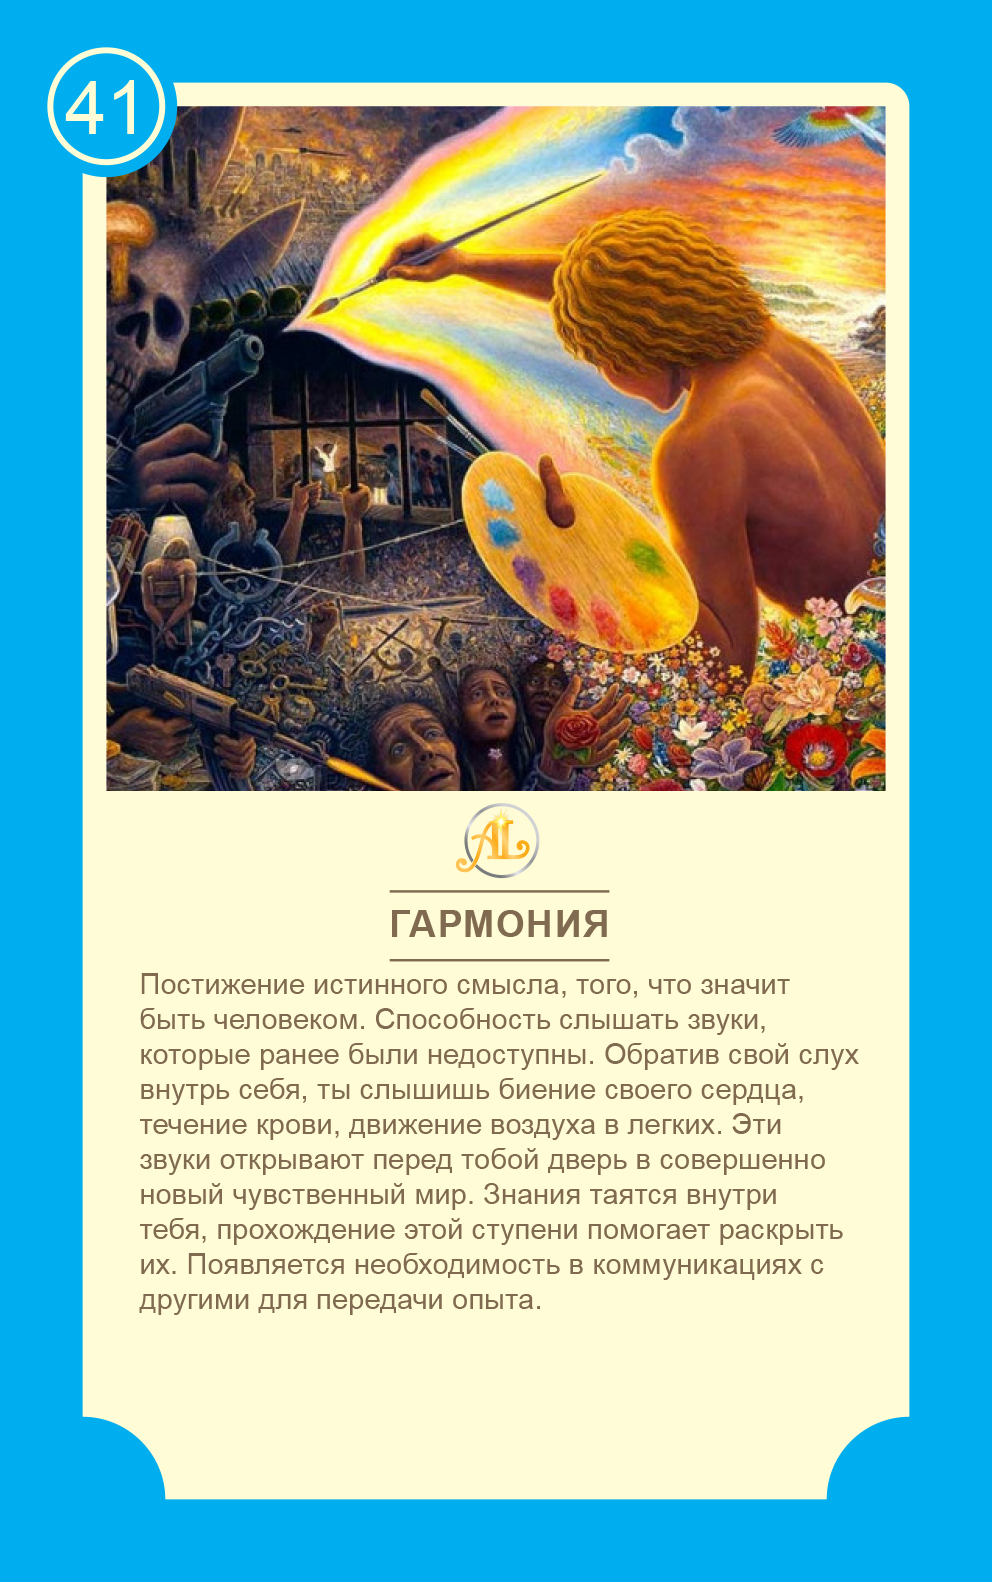 41
AL
ГАРМОНИЯ
Постижение истинного смысла, того, что значит
быть человеком. Способность слышать звуки,
которые ранее были недоступны. Обратив свой слух
внутрь себя, ты слышишь биение своего сердца,
течение крови, движение воздуха в легких. Эти
звуки открывают перед тобой дверь в совершенно
новый чувственный мир. Знания таятся внутри
тебя, прохождение этой ступени помогает раскрыть
их. Появляется необходимость в коммуникациях с
другими для передачи опыта.